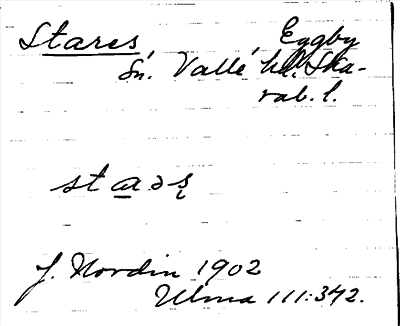 Stares, Eggby
Sn. Valle hd. Ska-
rab. l.
st a ə ʂ
J. Nordin 1902
Ulma 111:342.